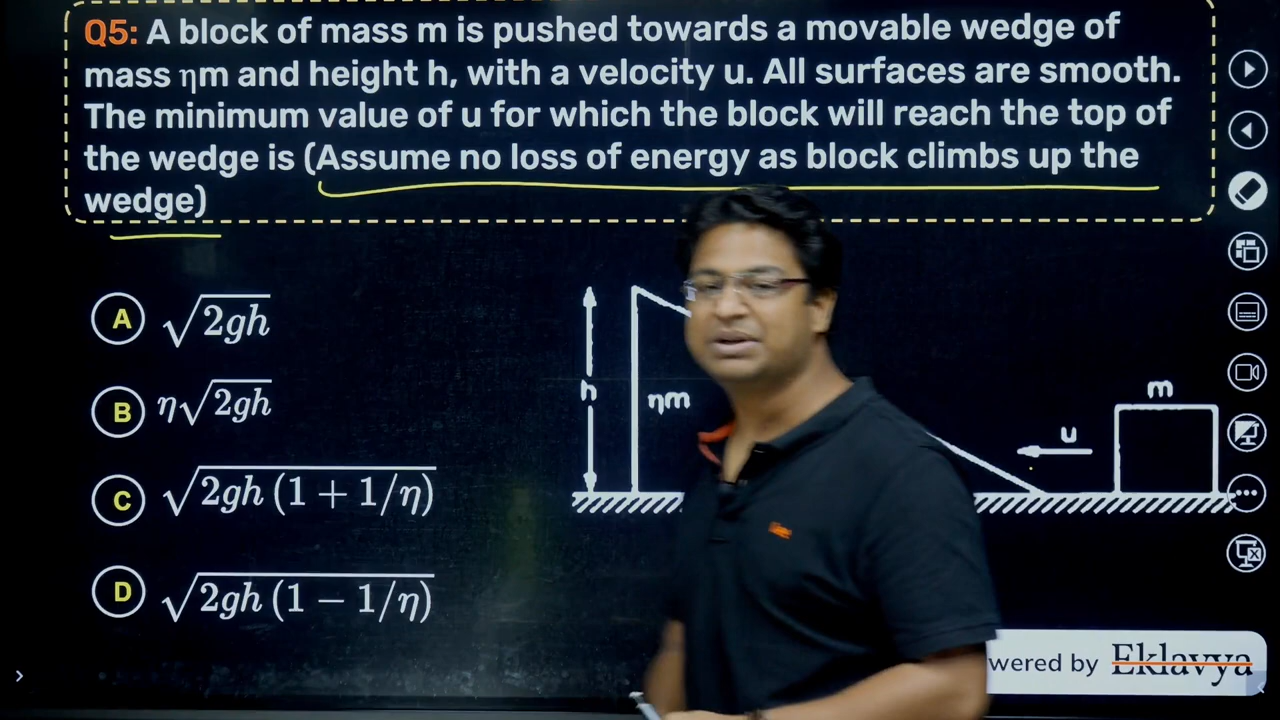 Q5: A block of mass m is pushed towards a movable wedge of
mass ηm and height h, with a velocity u. All surfaces are smooth.
The minimum value of u for which the block will reach the top of
the wedge is (Assume no loss of energy as block climbs up the
wedge)
A √2gh
B η√2gh
C √2gh (1 + 1/η)
D √2gh (1 − 1/η)
h
ηm
u
m
wered by Eklavya